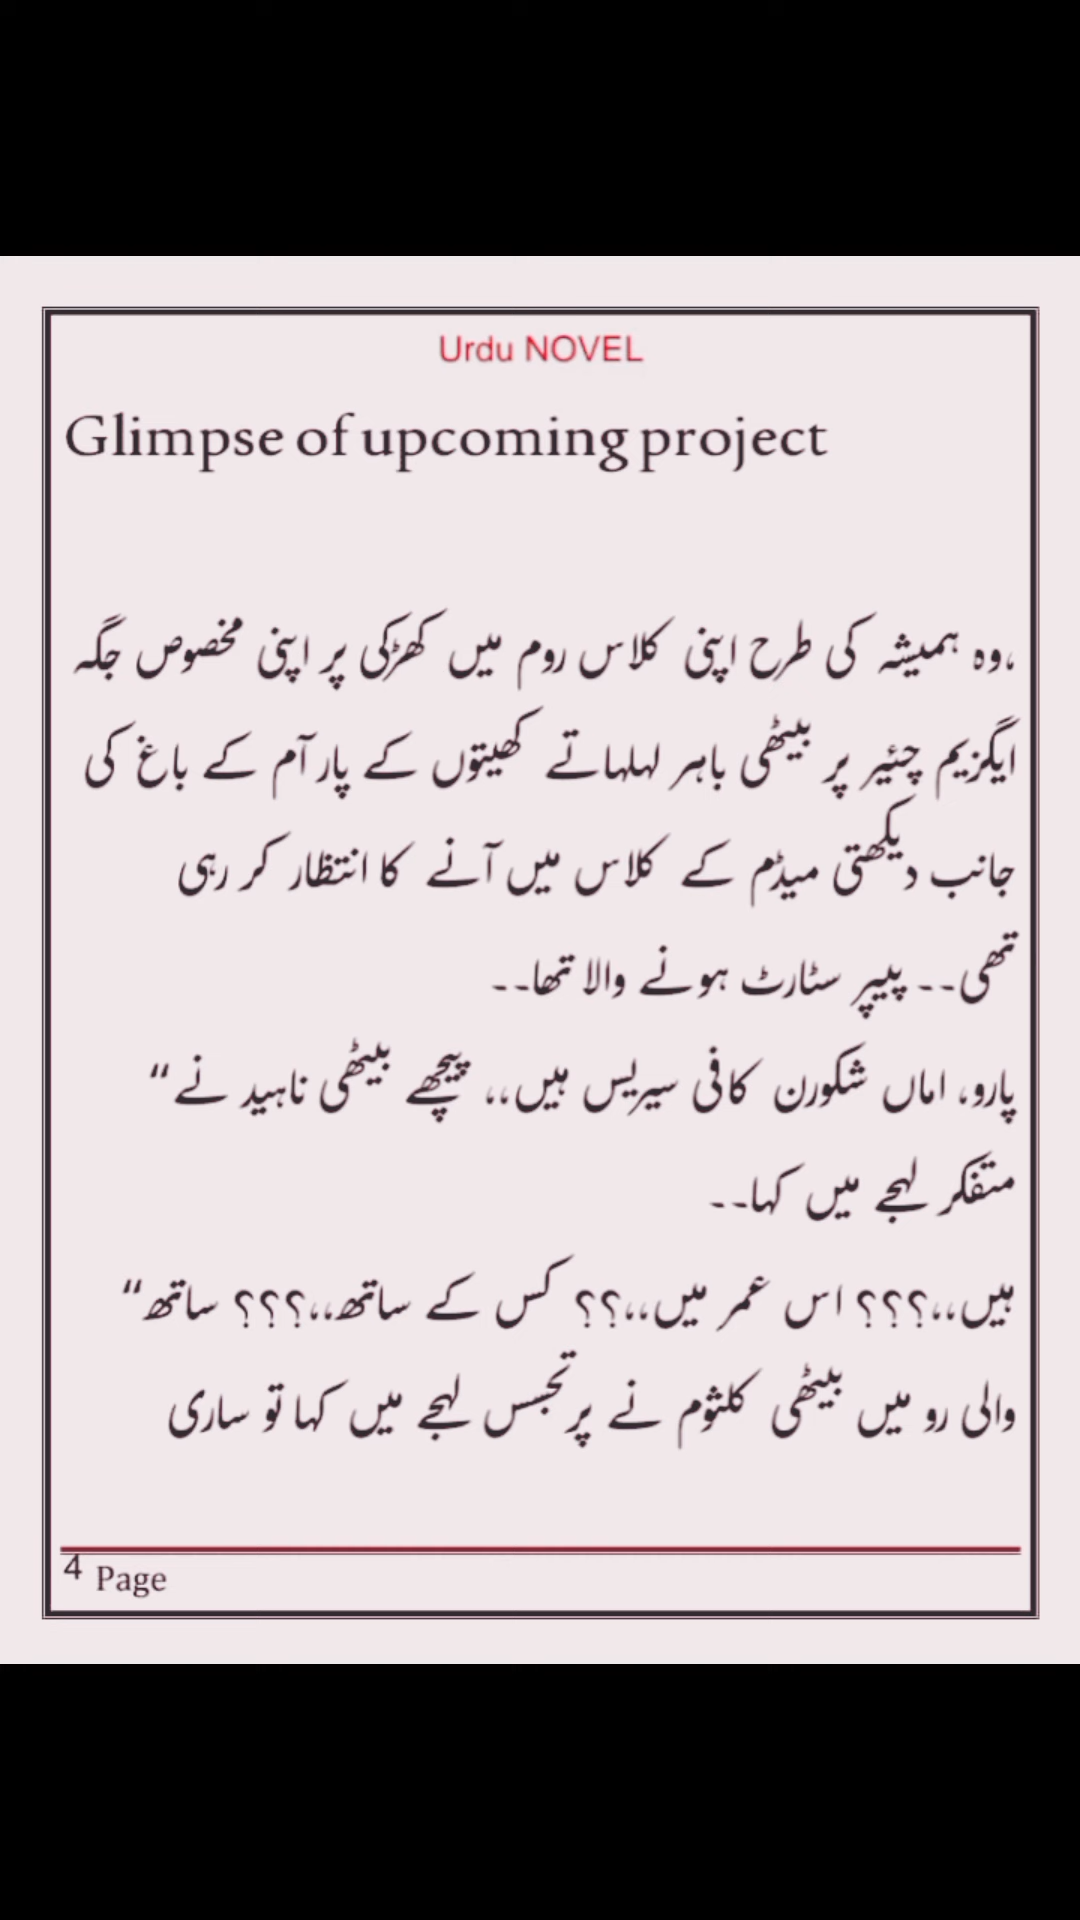 Urdu NOVEL
Glimpse of upcoming project
،وہ ہمیشہ کی طرح اپنی کلاس روم میں کھڑکی پر اپنی مخصوص جگہ
ایگزیم چئیر پر بیٹھی باہر لہلہاتے کھیتوں کے پار آم کے باغ کی
جانب دیکھتی میڈم کے کلاس میں آنے کا انتظار کر رہی
تھی۔۔ پیپر سٹارٹ ہونے والا تھا۔۔
پارو، اماں شکورن کافی سیریس ہیں،، پیچھے بیٹھی ناہید نے“
متفکر لہجے میں کہا۔۔
ہیں،،؟؟؟ اس عمر میں،،؟؟ کس کے ساتھ،،؟؟؟ ساتھ“
والی رو میں بیٹھی کلثوم نے پر تجسس لہجے میں کہا تو ساری
4 Page